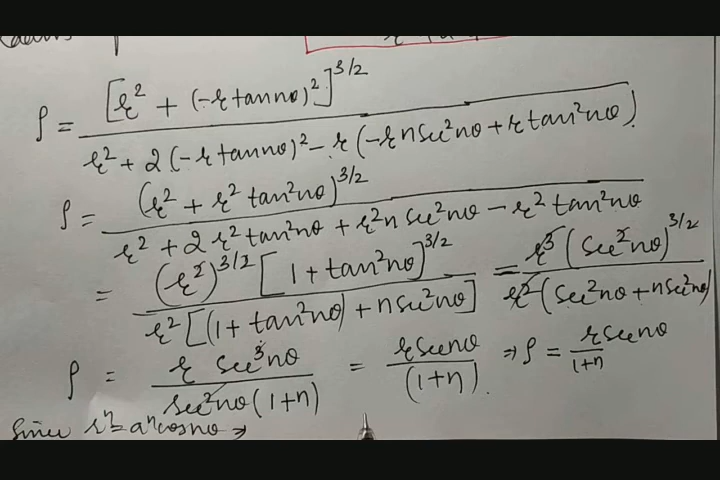 ρ = [r² + (-r tan nθ)²]^3/2 / r² + 2(-r tan nθ)² - r(-r n sec²nθ + r tan²nθ)
ρ = (r² + r² tan²nθ)^3/2 / r² + 2r² tan²nθ + r² n sec²nθ - r² tan²nθ
= (r²)^3/2 [1 + tan²nθ]^3/2 / r²[(1 + tan²nθ) + n sec²nθ] = r³ (sec²nθ)^3/2 / r²(sec²nθ + n sec²nθ)
ρ = r sec³nθ / sec²nθ (1+n) = r sec nθ / (1+n) ⇒ ρ = r sec nθ / 1+n
Since rⁿ = aⁿ cos nθ ⇒